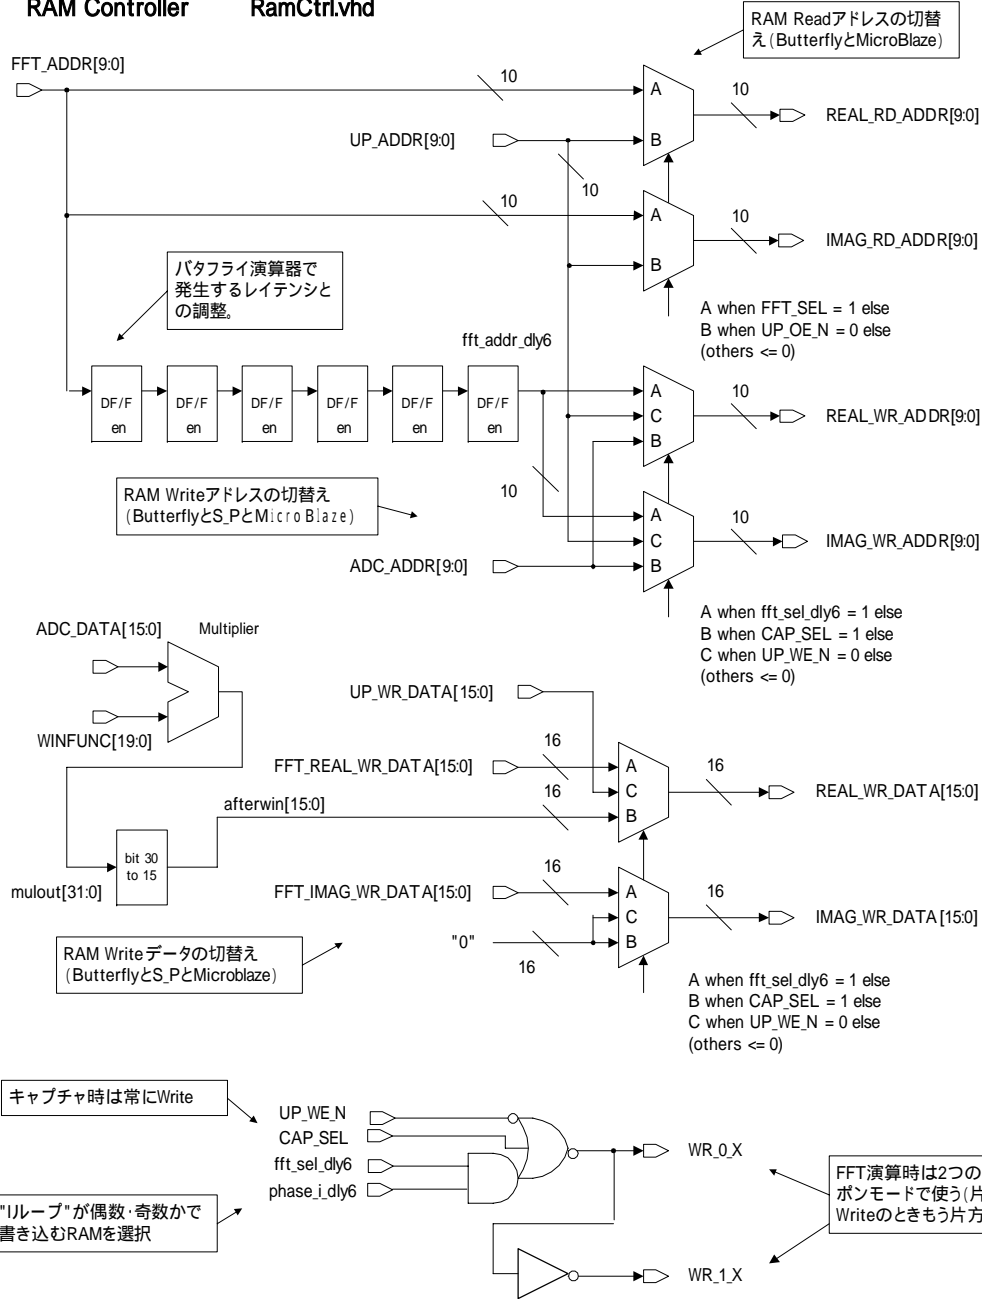 RAM Controller RamCtrl.vhd
RAM Readアドレスの切替
え(ButterflyとMicroBlaze)
FFT_ADDR[9:0]
10
A
10
REAL_RD_ADDR[9:0]
UP_ADDR[9:0]
B
10
10
A
10
IMAG_RD_ADDR[9:0]
B
バタフライ演算器で
発生するレイテンシと
の調整。
A when FFT_SEL = 1 else
B when UP_OE_N = 0 else
(others <= 0)
fft_addr_dly6
DF/F
en
DF/F
en
DF/F
en
DF/F
en
DF/F
en
DF/F
en
A
C
B
10
REAL_WR_ADDR[9:0]
RAM Writeアドレスの切替え
(ButterflyとS_PとMicroBlaze)
10
A
C
B
10
IMAG_WR_ADDR[9:0]
ADC_ADDR[9:0]
A when fft_sel_dly6 = 1 else
B when CAP_SEL = 1 else
C when UP_WE_N = 0 else
(others <= 0)
ADC_DATA[15:0]
Multiplier
WINFUNC[19:0]
UP_WR_DATA[15:0]
FFT_REAL_WR_DATA[15:0]
16
A
C
B
16
REAL_WR_DATA[15:0]
afterwin[15:0]
16
bit 30
to 15
mulout[31:0]
FFT_IMAG_WR_DATA[15:0]
16
A
C
B
16
IMAG_WR_DATA[15:0]
"0"
16
RAM Writeデータの切替え
(ButterflyとS_PとMicroblaze)
A when fft_sel_dly6 = 1 else
B when CAP_SEL = 1 else
C when UP_WE_N = 0 else
(others <= 0)
キャプチャ時は常にWrite
UP_WE_N
CAP_SEL
fft_sel_dly6
phase_i_dly6
WR_0_X
"Iループ"が偶数・奇数かで
書き込むRAMを選択
FFT演算時は2つの
ポンモードで使う(片
Writeのときもう片方
WR_1_X